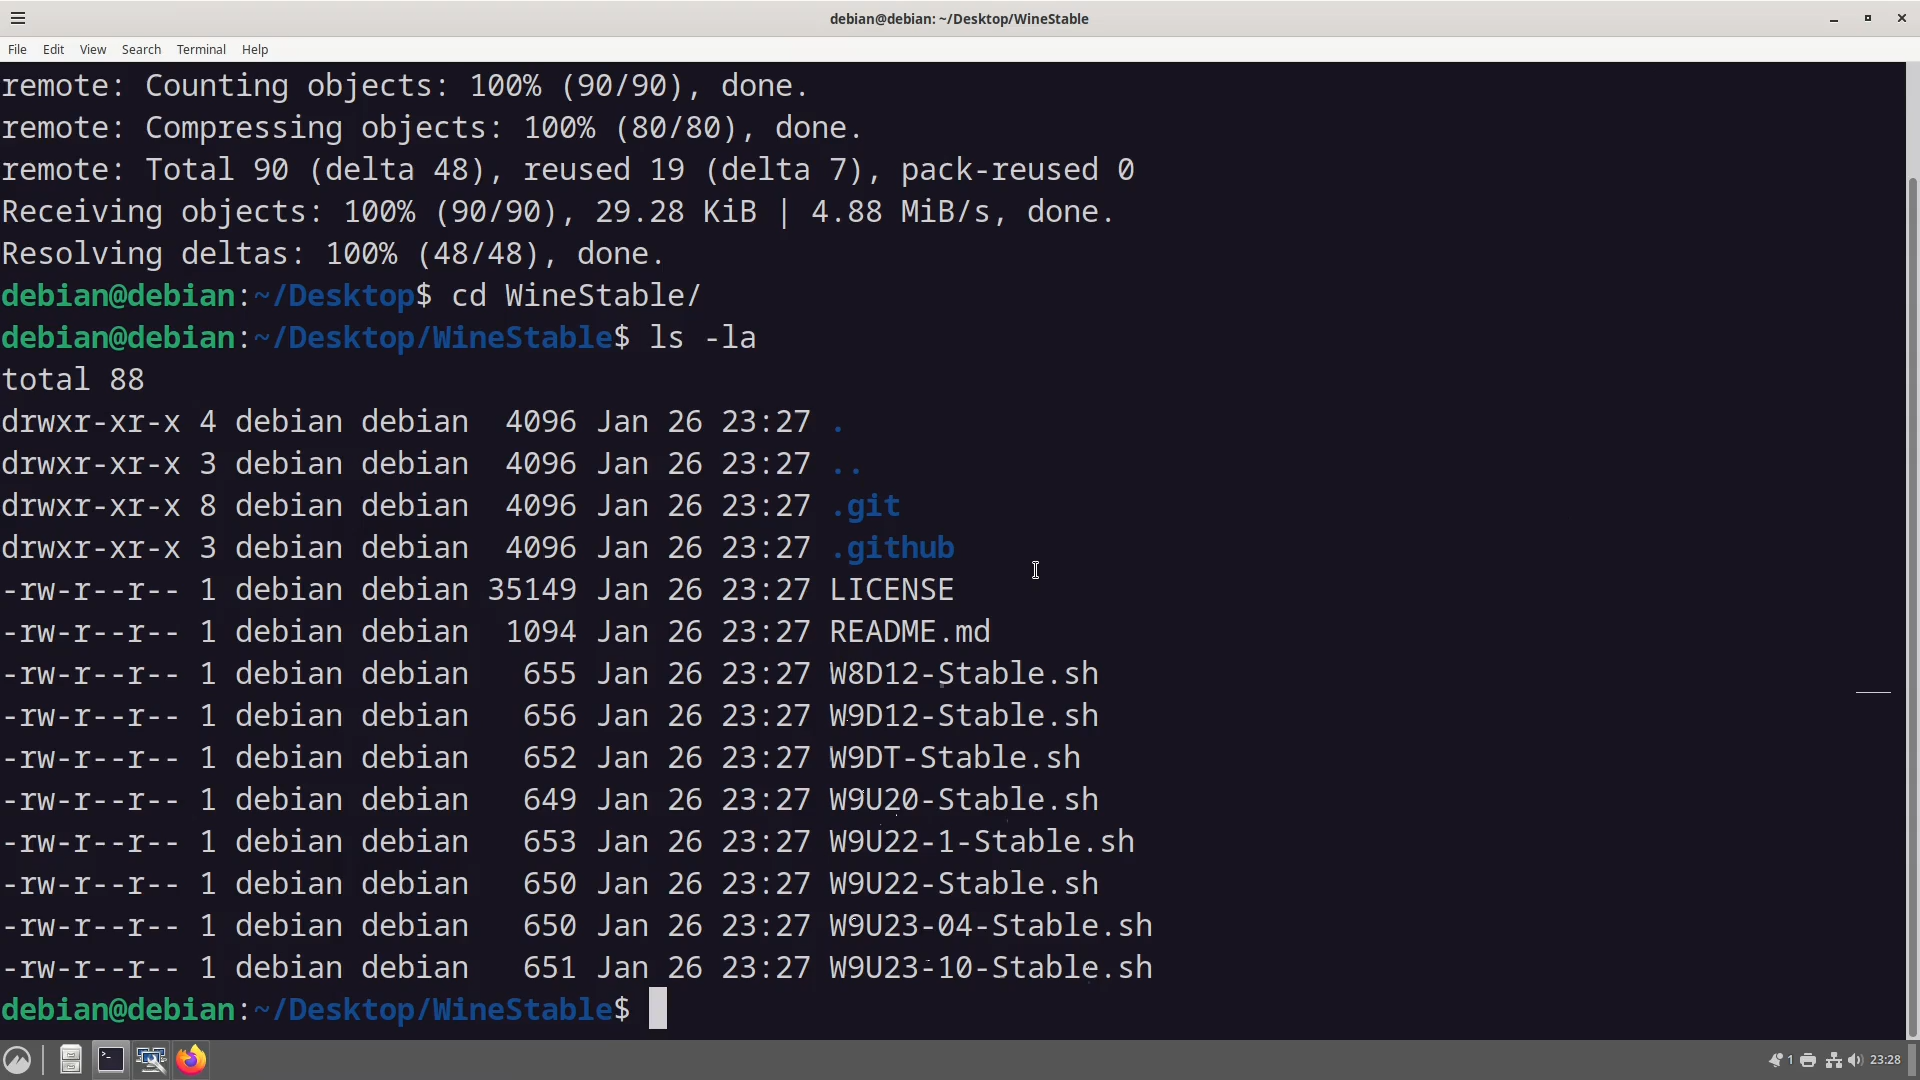 debian@debian: ~/Desktop/WineStable
File Edit View Search Terminal Help
remote: Counting objects: 100% (90/90), done.
remote: Compressing objects: 100% (80/80), done.
remote: Total 90 (delta 48), reused 19 (delta 7), pack-reused 0
Receiving objects: 100% (90/90), 29.28 KiB | 4.88 MiB/s, done.
Resolving deltas: 100% (48/48), done.
debian@debian:~/Desktop$ cd WineStable/
debian@debian:~/Desktop/WineStable$ ls -la
total 88
drwxr-xr-x 4 debian debian  4096 Jan 26 23:27 .
drwxr-xr-x 3 debian debian  4096 Jan 26 23:27 ..
drwxr-xr-x 8 debian debian  4096 Jan 26 23:27 .git
drwxr-xr-x 3 debian debian  4096 Jan 26 23:27 .github
-rw-r--r-- 1 debian debian 35149 Jan 26 23:27 LICENSE
-rw-r--r-- 1 debian debian  1094 Jan 26 23:27 README.md
-rw-r--r-- 1 debian debian   655 Jan 26 23:27 W8D12-Stable.sh
-rw-r--r-- 1 debian debian   656 Jan 26 23:27 W9D12-Stable.sh
-rw-r--r-- 1 debian debian   652 Jan 26 23:27 W9DT-Stable.sh
-rw-r--r-- 1 debian debian   649 Jan 26 23:27 W9U20-Stable.sh
-rw-r--r-- 1 debian debian   653 Jan 26 23:27 W9U22-1-Stable.sh
-rw-r--r-- 1 debian debian   650 Jan 26 23:27 W9U22-Stable.sh
-rw-r--r-- 1 debian debian   650 Jan 26 23:27 W9U23-04-Stable.sh
-rw-r--r-- 1 debian debian   651 Jan 26 23:27 W9U23-10-Stable.sh
debian@debian:~/Desktop/WineStable$
1 23:28